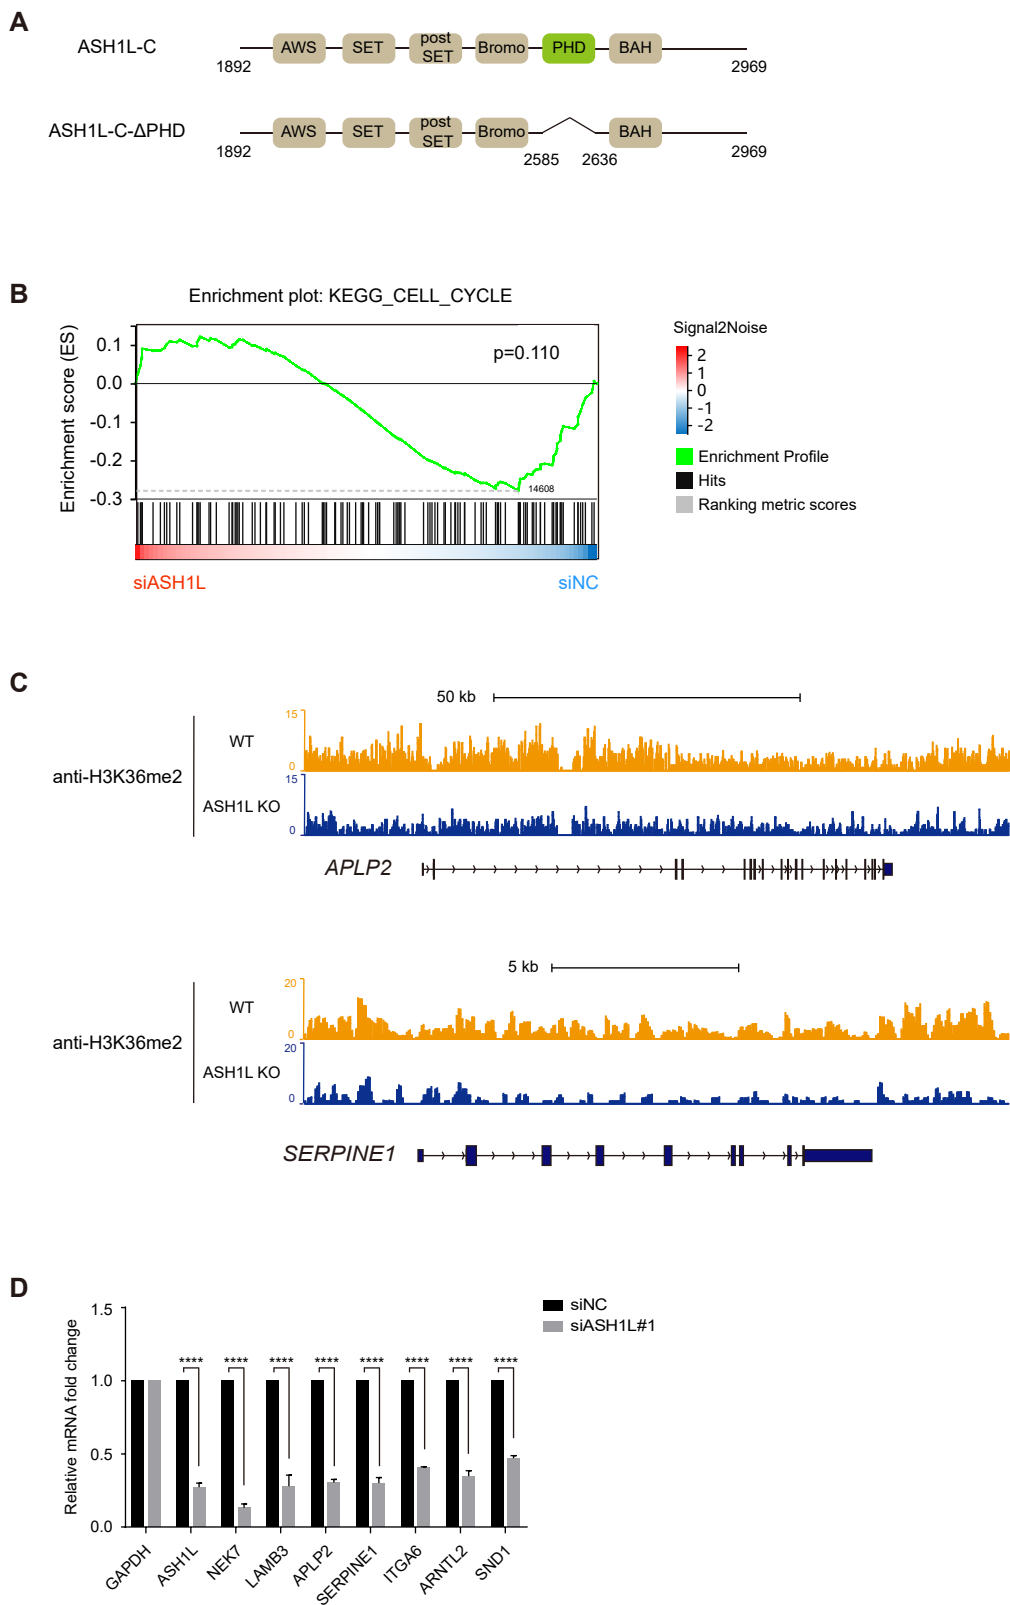 A
ASH1L-C
AWS SET post SET Bromo PHD BAH
1892 2969
ASH1L-C-ΔPHD
AWS SET post SET Bromo BAH
1892 2585 2636 2969
B
Enrichment plot: KEGG_CELL_CYCLE
Enrichment score (ES)
0.1
0.0
-0.1
-0.2
-0.3
p=0.110
14608
siASH1L siNC
Signal2Noise
2
1
0
-1
-2
Enrichment Profile
Hits
Ranking metric scores
C
50 kb
anti-H3K36me2
WT
15
0
ASH1L KO
15
0
APLP2
5 kb
anti-H3K36me2
WT
20
0
ASH1L KO
20
0
SERPINE1
D
Relative mRNA fold change
1.5
1.0
0.5
0.0
**** **** **** **** **** **** **** ****
siNC
siASH1L#1
GAPDH ASH1L NEK7 LAMB3 APLP2 SERPINE1 ITGA6 ARNTL2 SND1